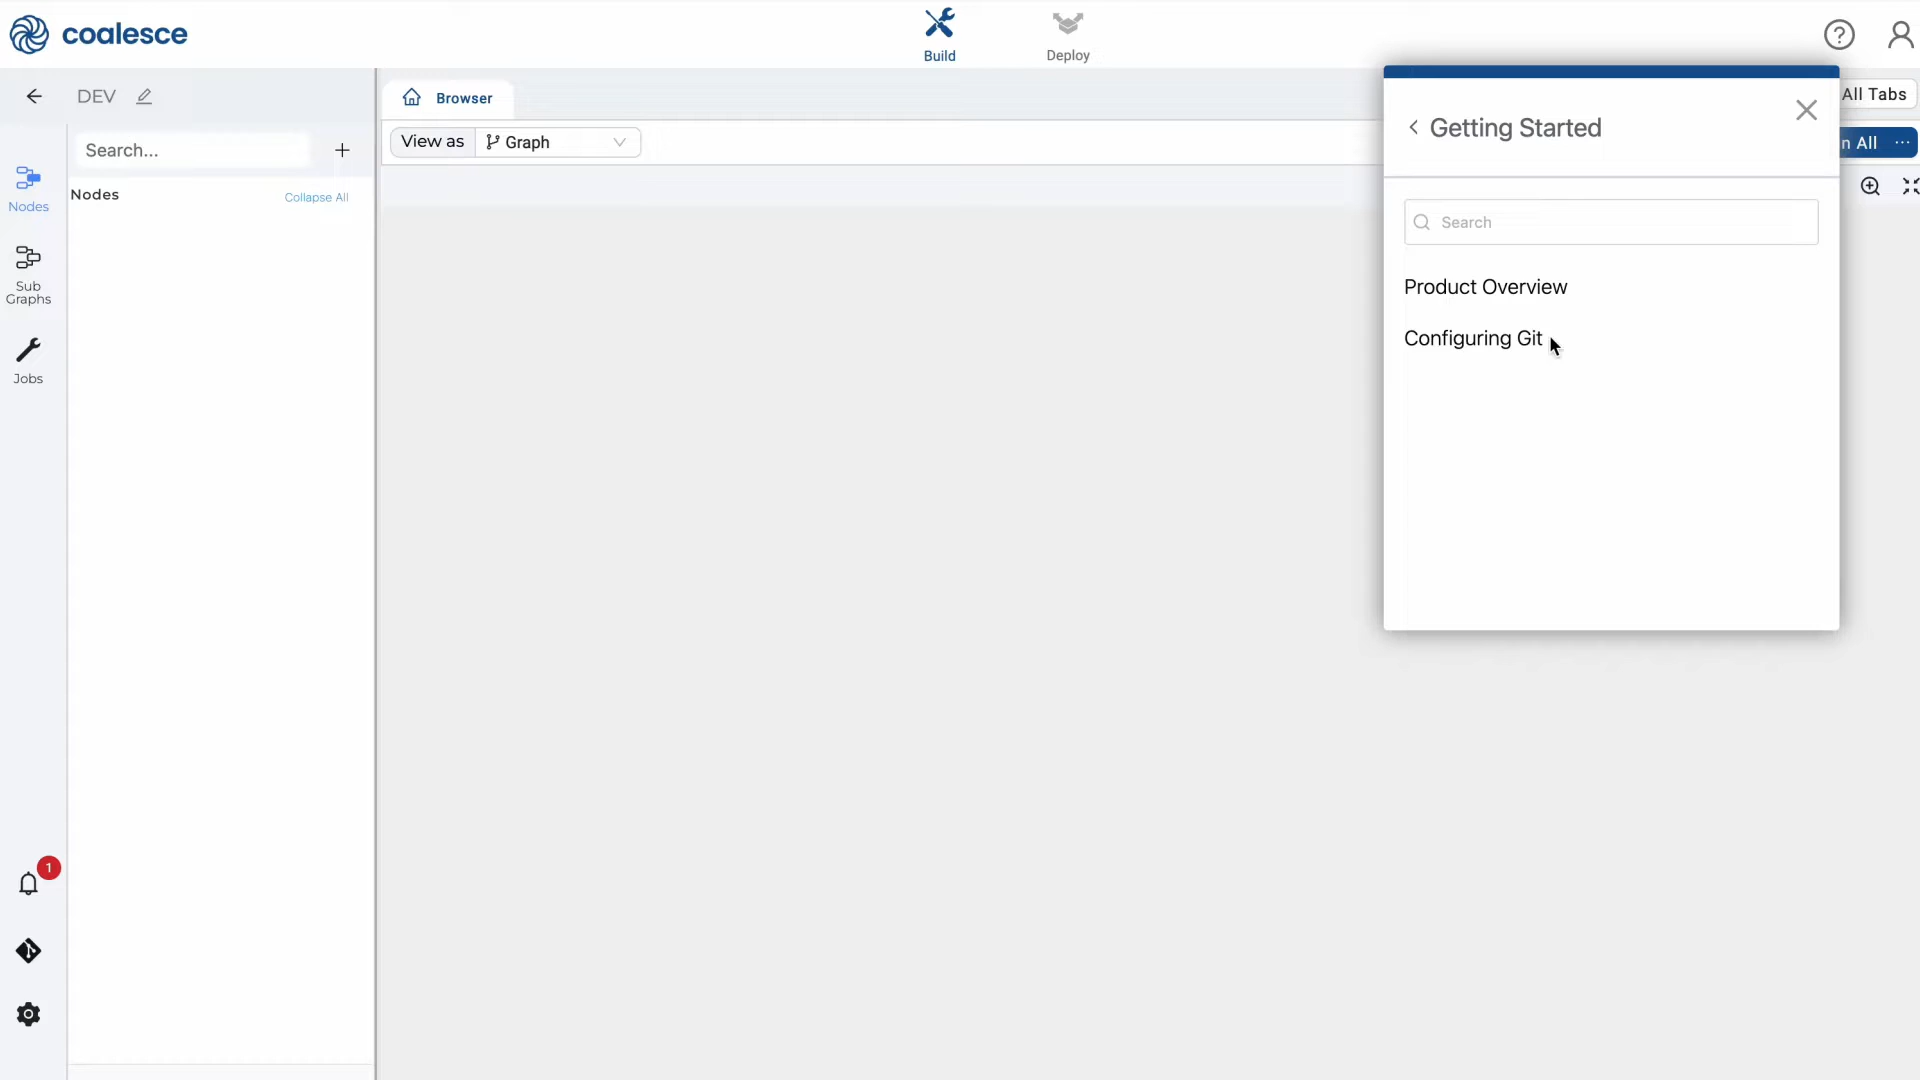 coalesce
Build
Deploy
DEV
Browser
All Tabs
Getting Started
Search...
View as
Graph
n All
Nodes
Nodes
Collapse All
Search
Sub
Graphs
Product Overview
Configuring Git
Jobs
1